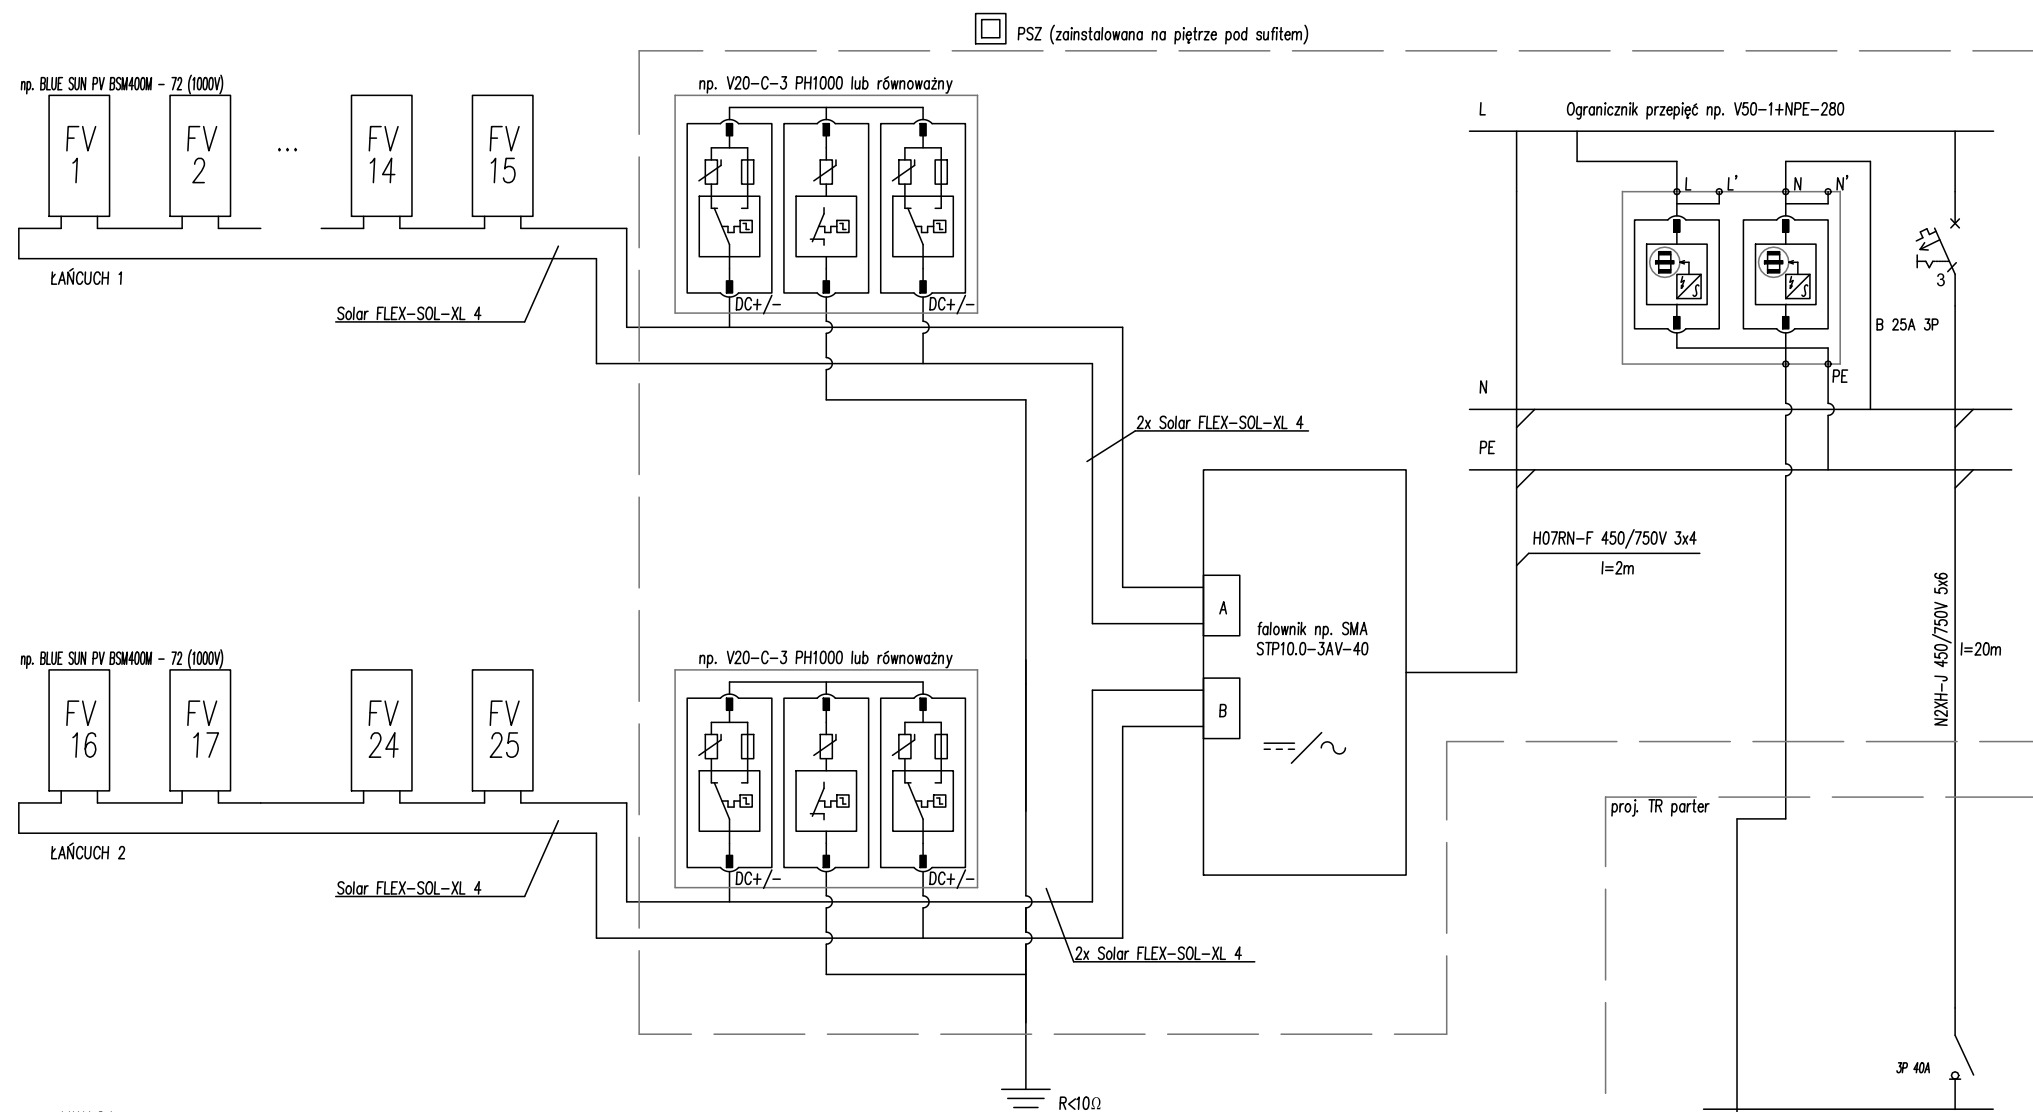 PSZ (zainstalowana na piętrze pod sufitem)
np. BLUE SUN PV BSM400M - 72 (1000V)
FV
1
FV
2
...
FV
14
FV
15
ŁAŃCUCH 1
Solar FLEX-SOL-XL 4
np. V20-C-3 PH1000 lub równoważny
DC+/-
DC+/-
2x Solar FLEX-SOL-XL 4
L
Ogranicznik przepięć np. V50-1+NPE-280
L
L'
N
N'
3
B 25A 3P
PE
N
PE
H07RN-F 450/750V 3x4
l=2m
N2XH-J 450/750V 5x6
l=20m
A
falownik np. SMA
STP10.0-3AV-40
B
np. BLUE SUN PV BSM400M - 72 (1000V)
FV
16
FV
17
FV
24
FV
25
ŁAŃCUCH 2
Solar FLEX-SOL-XL 4
np. V20-C-3 PH1000 lub równoważny
DC+/-
DC+/-
2x Solar FLEX-SOL-XL 4
proj. TR parter
3P 40A
R<10Ω